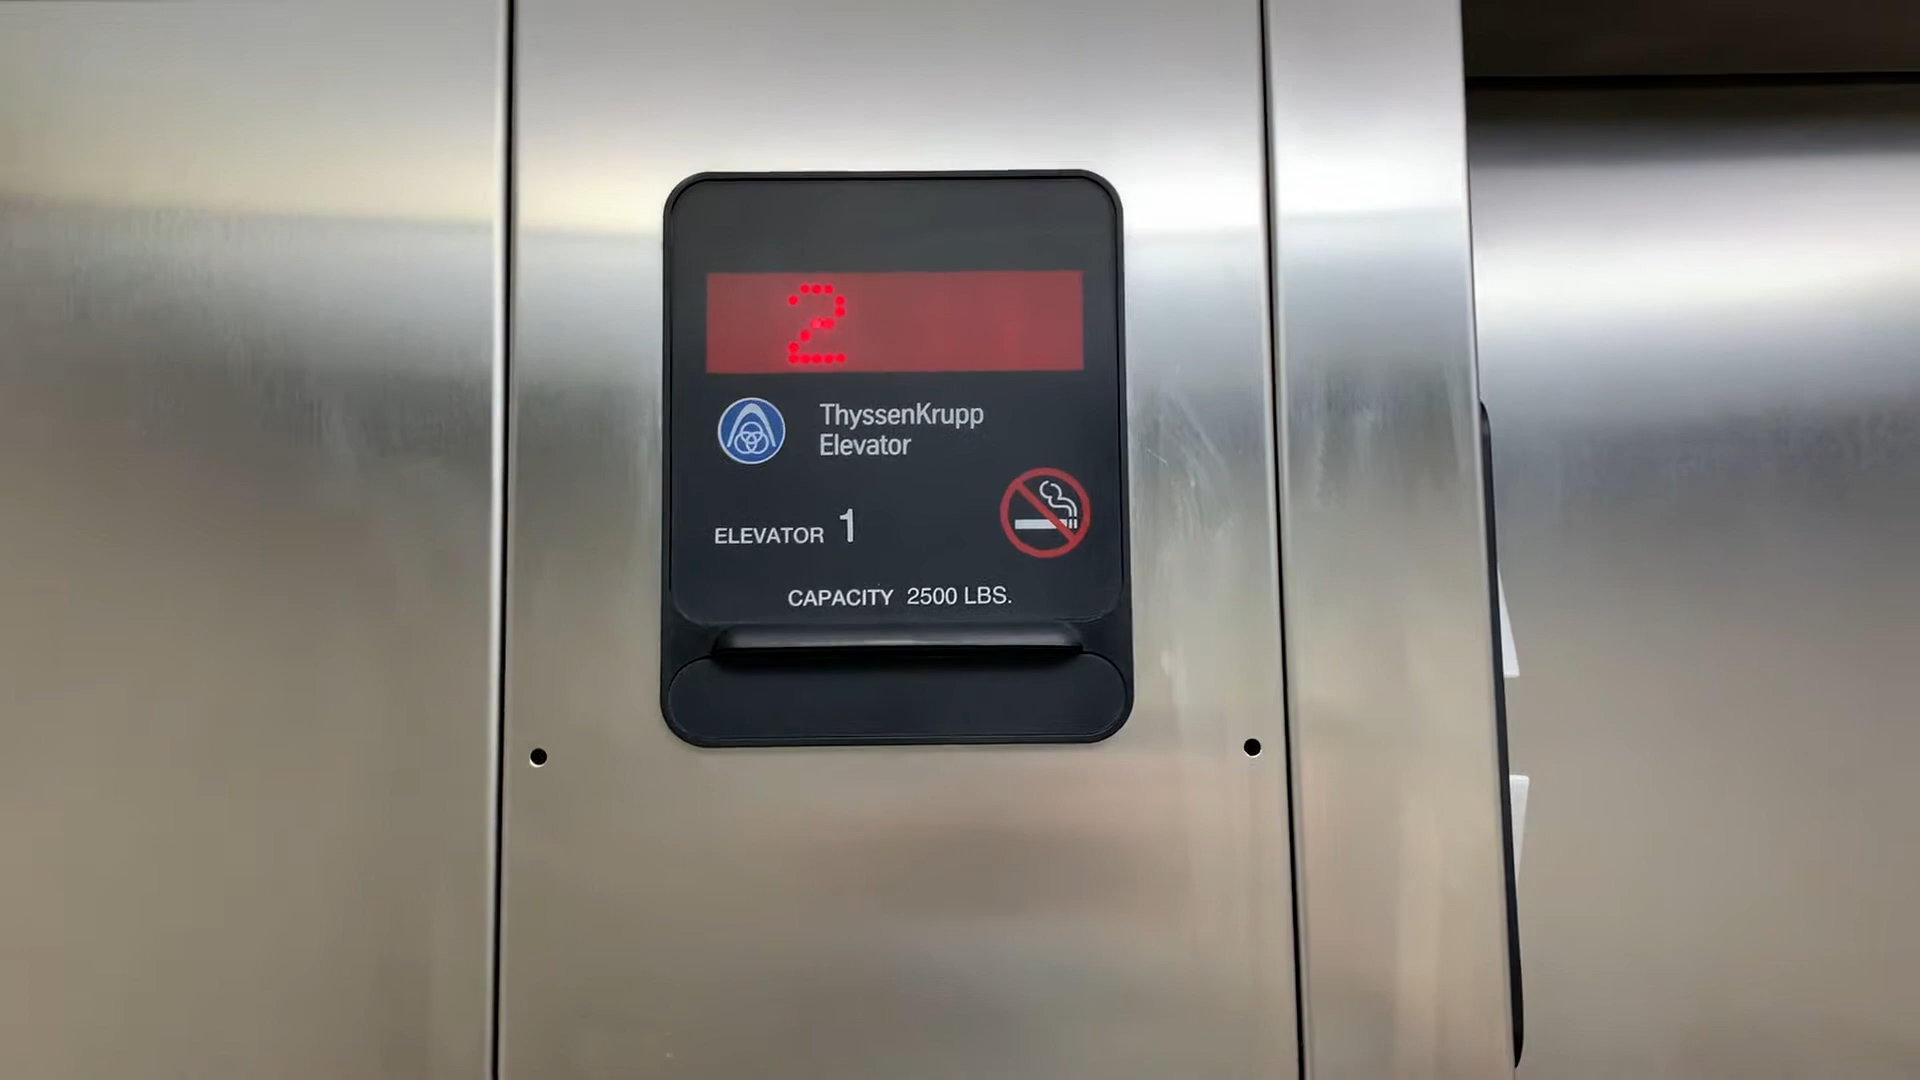 2
ThyssenKrupp
Elevator
ELEVATOR 1
CAPACITY 2500 LBS.